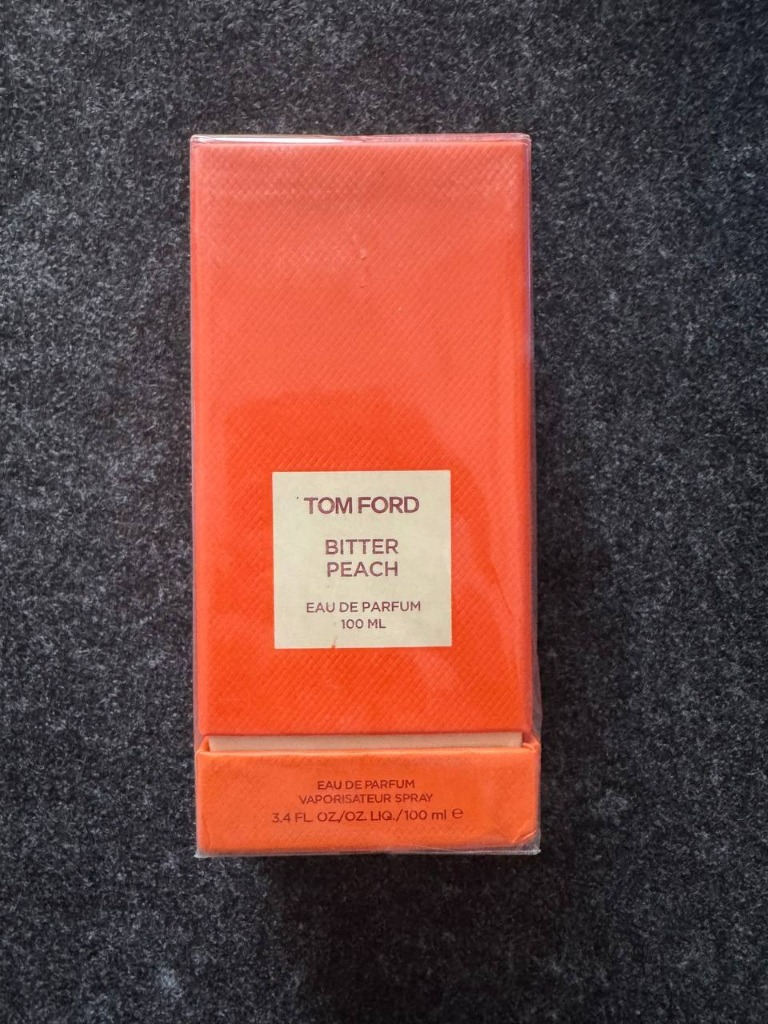 TOM FORD
BITTER
PEACH
EAU DE PARFUM
100 ML
EAU DE PARFUM
VAPORISATEUR SPRAY
3.4 FL. OZ./OZ. LIQ./100 ml ℮